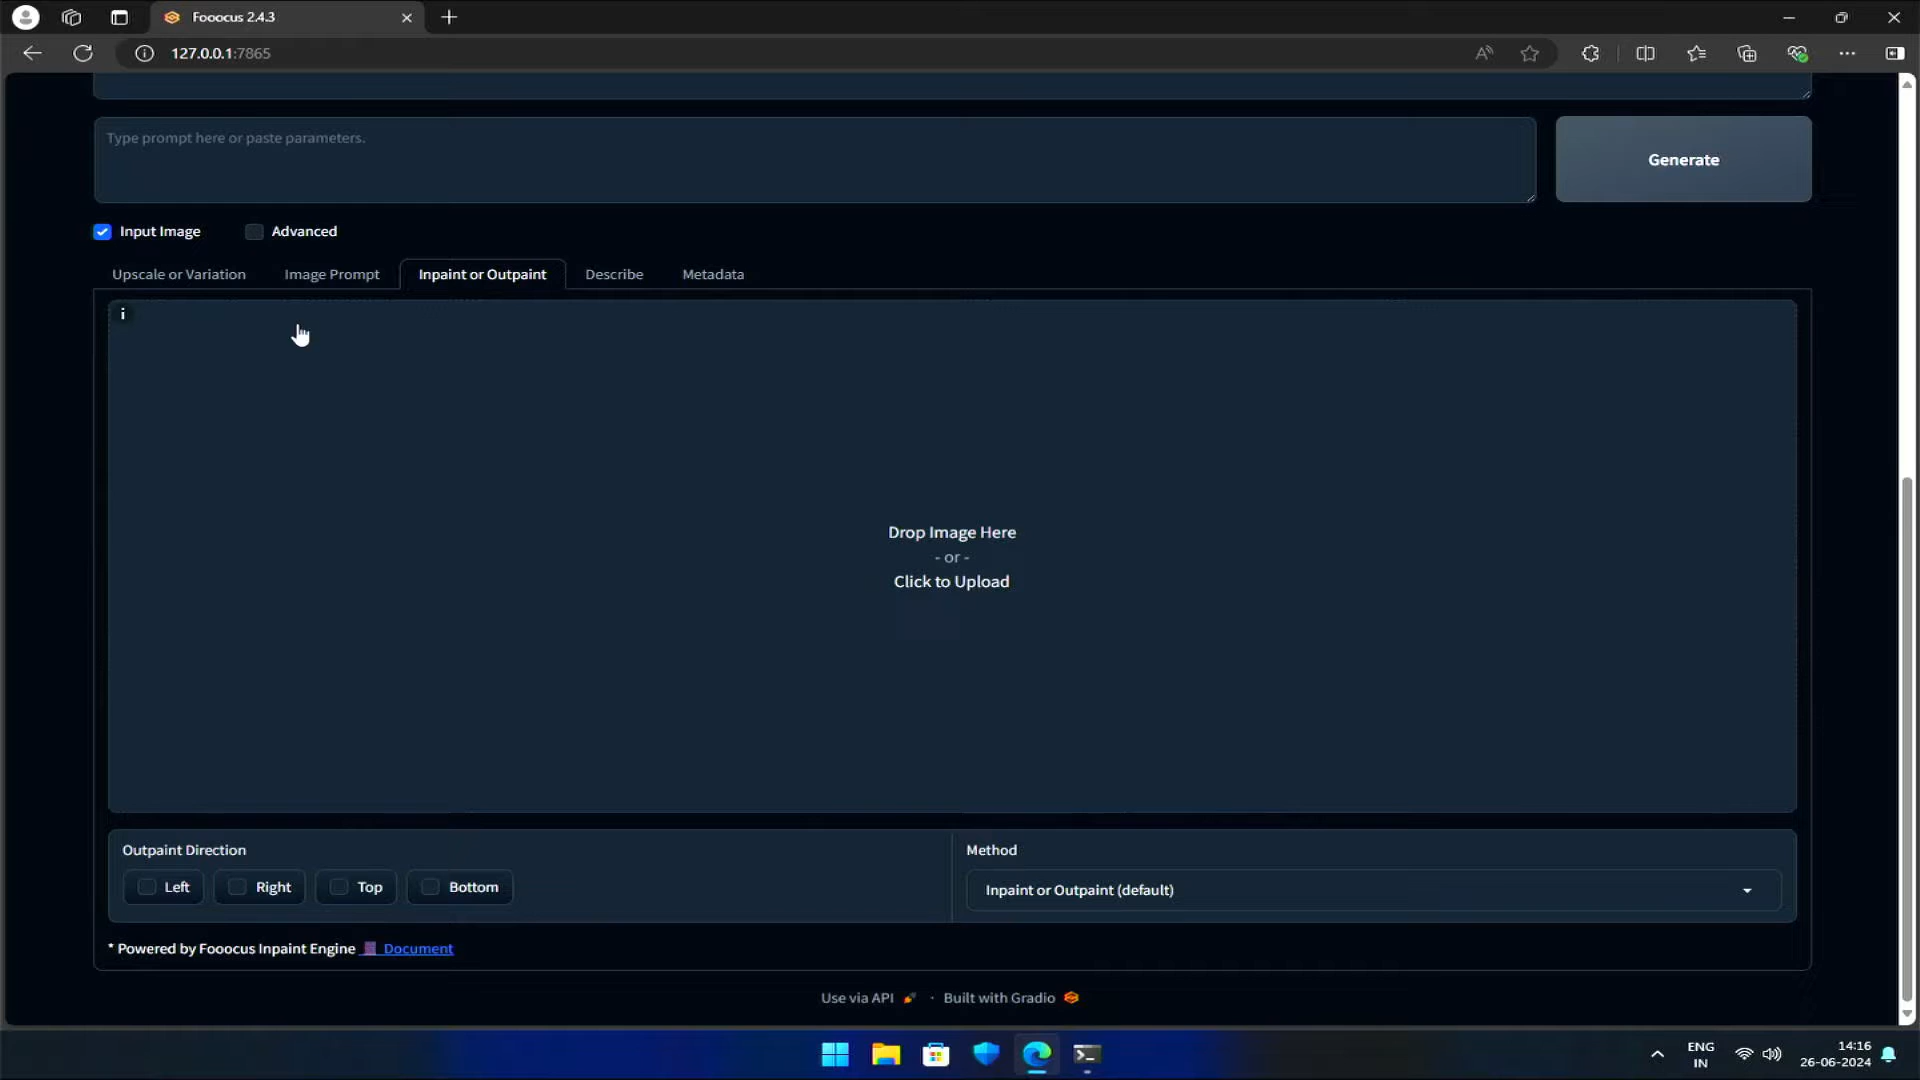 Fooocus 2.4.3
127.0.0.1:7865
Type prompt here or paste parameters.
Generate
Input Image
Advanced
Upscale or Variation
Image Prompt
Inpaint or Outpaint
Describe
Metadata
i
Drop Image Here
- or -
Click to Upload
Outpaint Direction
Left
Right
Top
Bottom
Method
Inpaint or Outpaint (default)
* Powered by Fooocus Inpaint Engine Document
Use via API · Built with Gradio
ENG
IN
14:16
26-06-2024